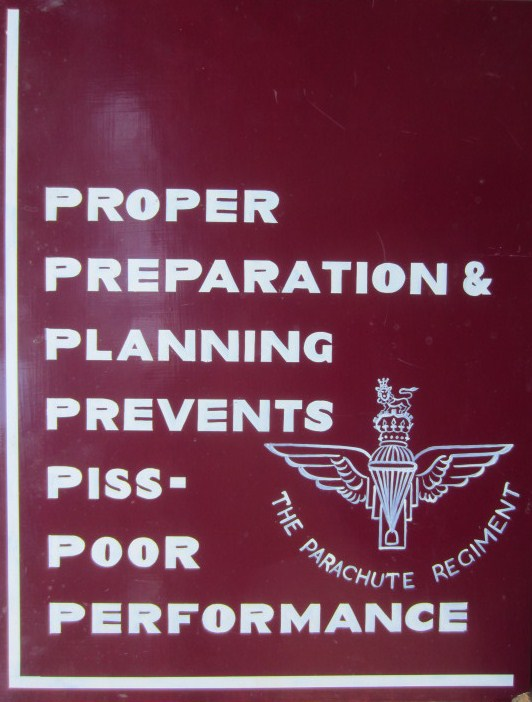 PROPER
PREPARATION &
PLANNING
PREVENTS
PISS-
POOR
PERFORMANCE
THE PARACHUTE REGIMENT